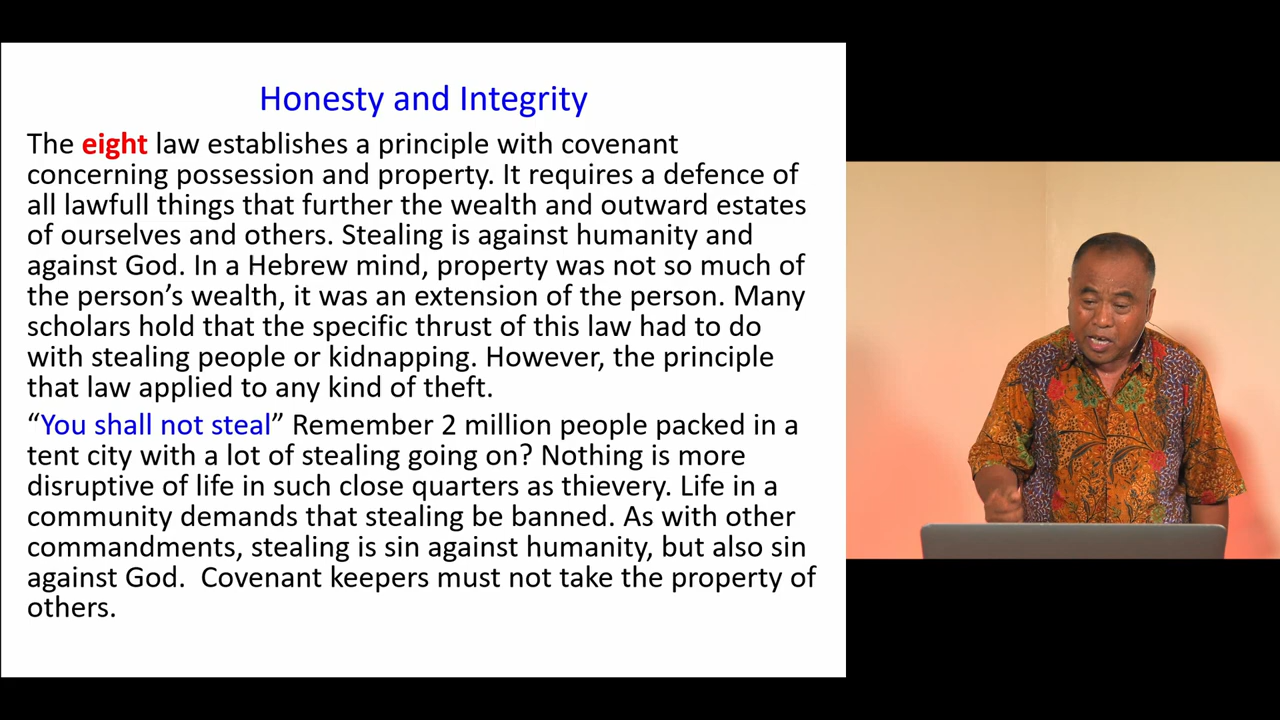 Honesty and Integrity
The eight law establishes a principle with covenant
concerning possession and property. It requires a defence of
all lawfull things that further the wealth and outward estates
of ourselves and others. Stealing is against humanity and
against God. In a Hebrew mind, property was not so much of
the person’s wealth, it was an extension of the person. Many
scholars hold that the specific thrust of this law had to do
with stealing people or kidnapping. However, the principle
that law applied to any kind of theft.
“You shall not steal” Remember 2 million people packed in a
tent city with a lot of stealing going on? Nothing is more
disruptive of life in such close quarters as thievery. Life in a
community demands that stealing be banned. As with other
commandments, stealing is sin against humanity, but also sin
against God.  Covenant keepers must not take the property of
others.